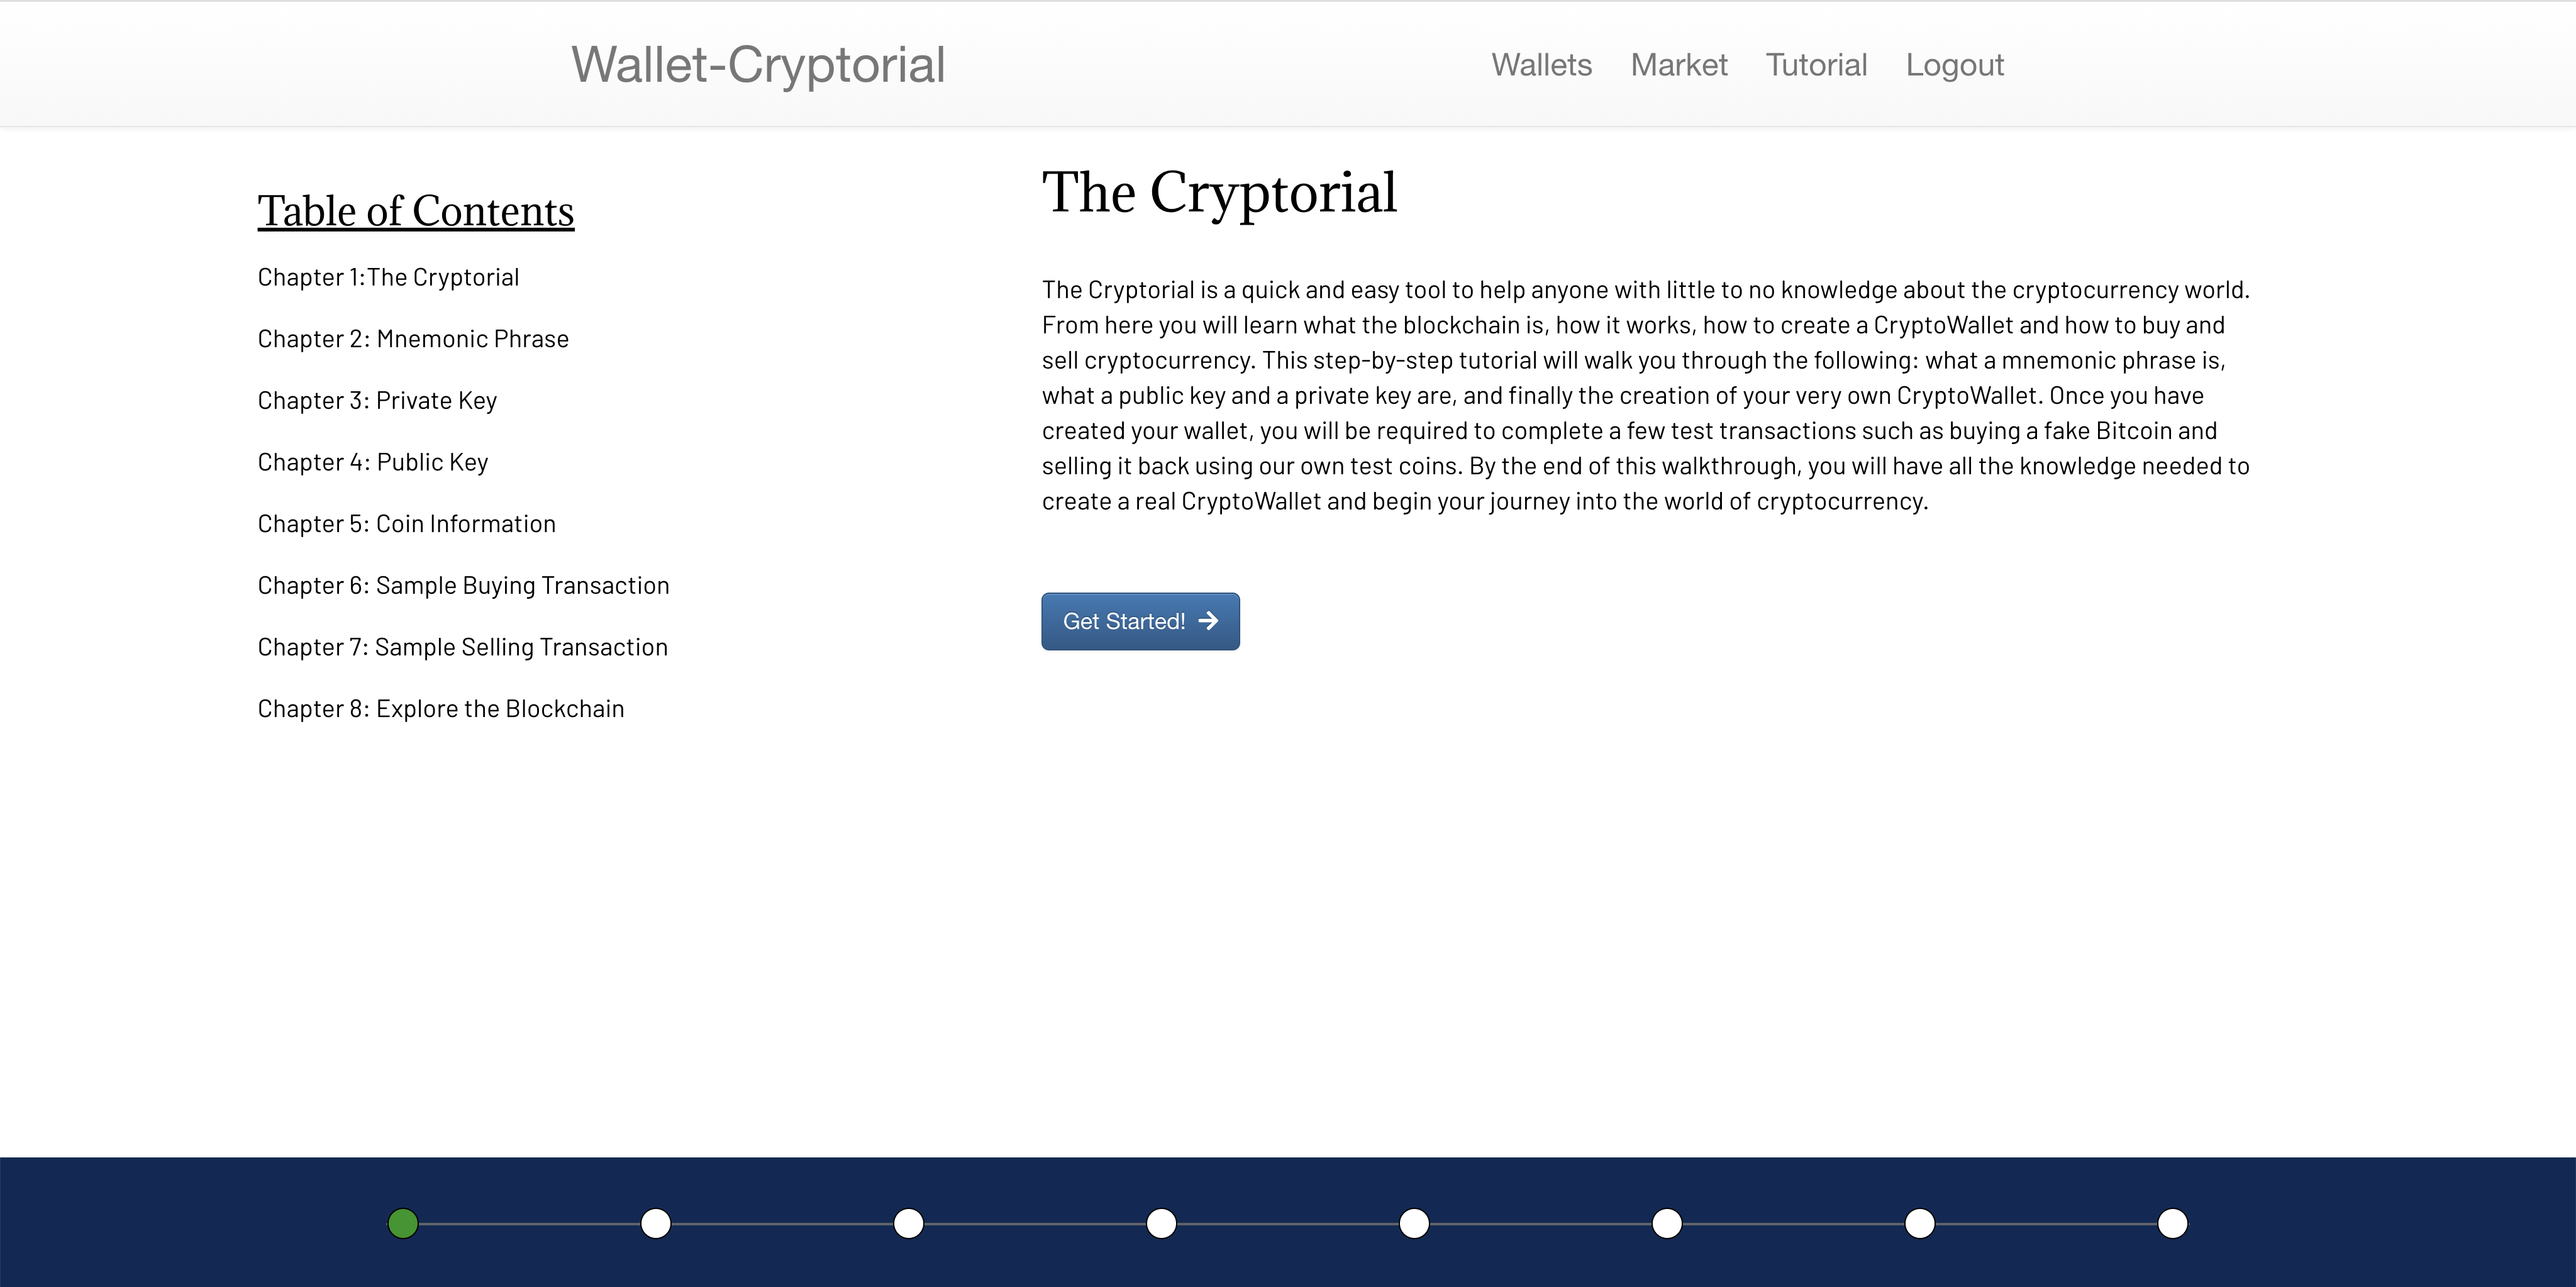 Wallet-Cryptorial
Wallets Market Tutorial Logout
Table of Contents
Chapter 1:The Cryptorial
Chapter 2: Mnemonic Phrase
Chapter 3: Private Key
Chapter 4: Public Key
Chapter 5: Coin Information
Chapter 6: Sample Buying Transaction
Chapter 7: Sample Selling Transaction
Chapter 8: Explore the Blockchain
The Cryptorial
The Cryptorial is a quick and easy tool to help anyone with little to no knowledge about the cryptocurrency world.
From here you will learn what the blockchain is, how it works, how to create a CryptoWallet and how to buy and
sell cryptocurrency. This step-by-step tutorial will walk you through the following: what a mnemonic phrase is,
what a public key and a private key are, and finally the creation of your very own CryptoWallet. Once you have
created your wallet, you will be required to complete a few test transactions such as buying a fake Bitcoin and
selling it back using our own test coins. By the end of this walkthrough, you will have all the knowledge needed to
create a real CryptoWallet and begin your journey into the world of cryptocurrency.
Get Started!